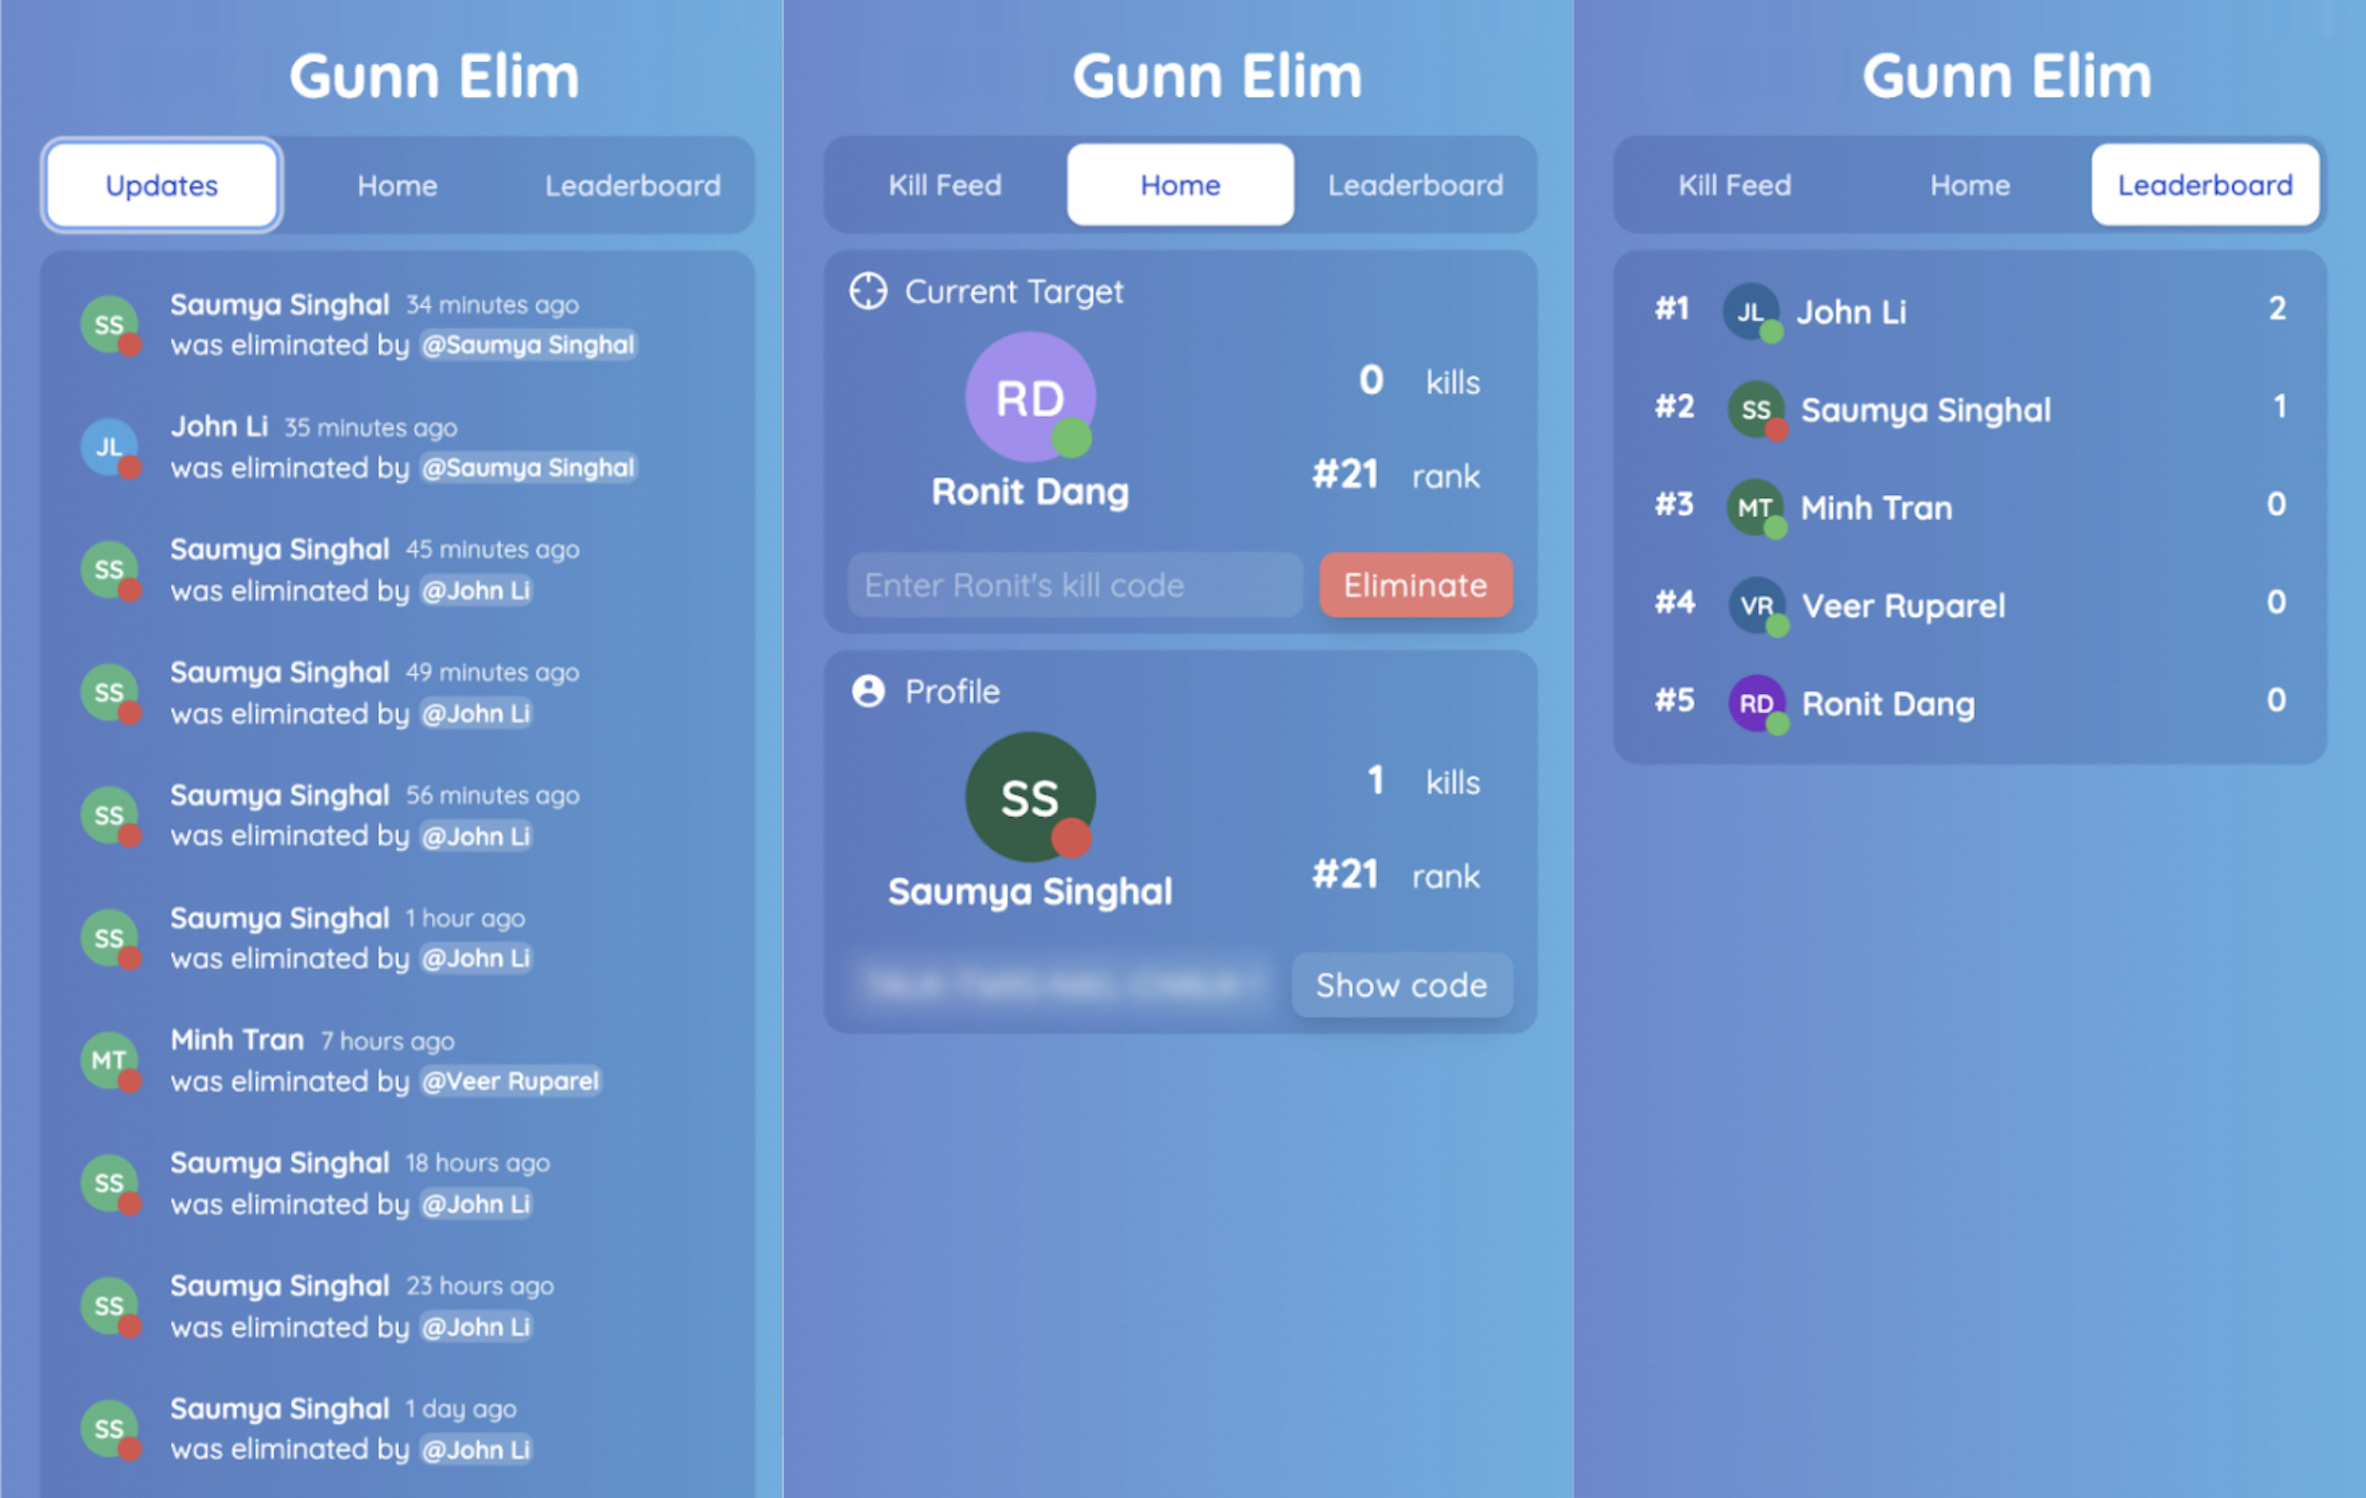 Gunn Elim
Updates Home Leaderboard
SS Saumya Singhal 34 minutes ago
was eliminated by @Saumya Singhal
JL John Li 35 minutes ago
was eliminated by @Saumya Singhal
SS Saumya Singhal 45 minutes ago
was eliminated by @John Li
SS Saumya Singhal 49 minutes ago
was eliminated by @John Li
SS Saumya Singhal 56 minutes ago
was eliminated by @John Li
SS Saumya Singhal 1 hour ago
was eliminated by @John Li
MT Minh Tran 7 hours ago
was eliminated by @Veer Ruparel
SS Saumya Singhal 18 hours ago
was eliminated by @John Li
SS Saumya Singhal 23 hours ago
was eliminated by @John Li
SS Saumya Singhal 1 day ago
was eliminated by @John Li
Gunn Elim
Kill Feed Home Leaderboard
Current Target
RD
Ronit Dang
0 kills
#21 rank
Enter Ronit's kill code Eliminate
Profile
SS
Saumya Singhal
1 kills
#21 rank
Show code
Gunn Elim
Kill Feed Home Leaderboard
#1 JL John Li 2
#2 SS Saumya Singhal 1
#3 MT Minh Tran 0
#4 VR Veer Ruparel 0
#5 RD Ronit Dang 0